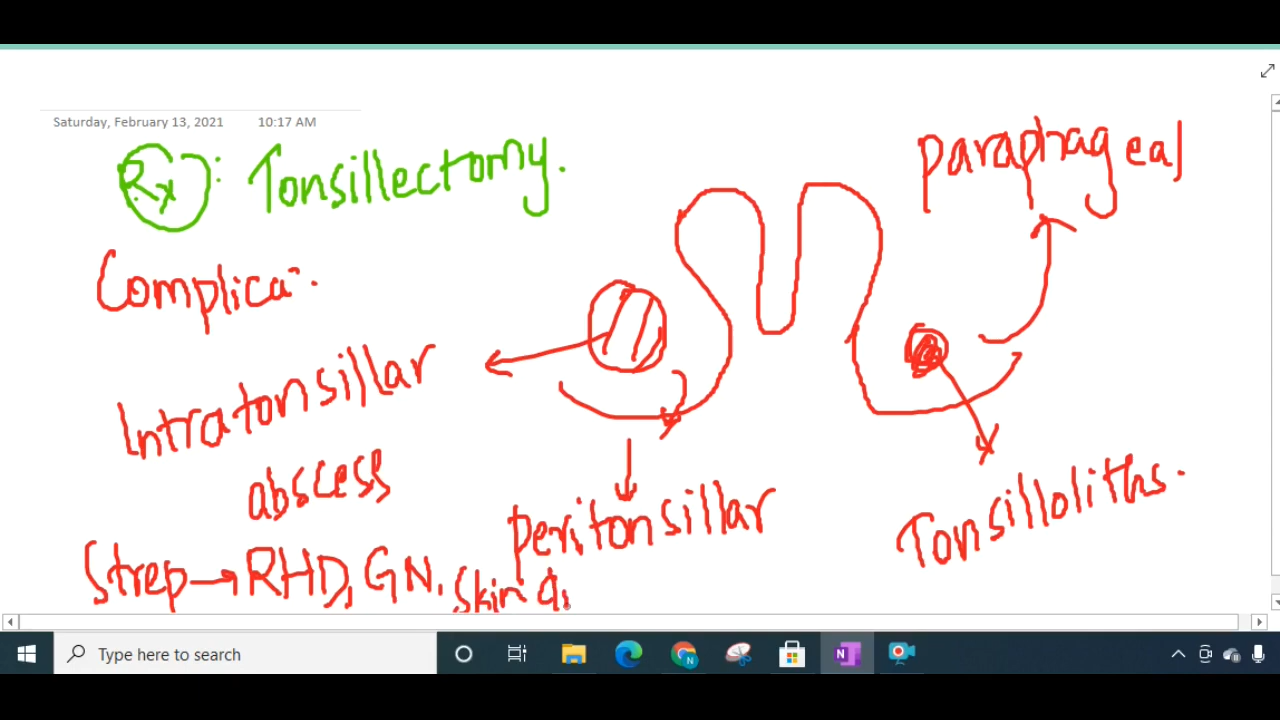 Saturday, February 13, 2021 10:17 AM
Rx : Tonsillectomy.
paraphageal
Complica-:
Intratonsillar
abscess
peritonsillar
Tonsilloliths.
Strep → RHD, GN. Skin
Type here to search